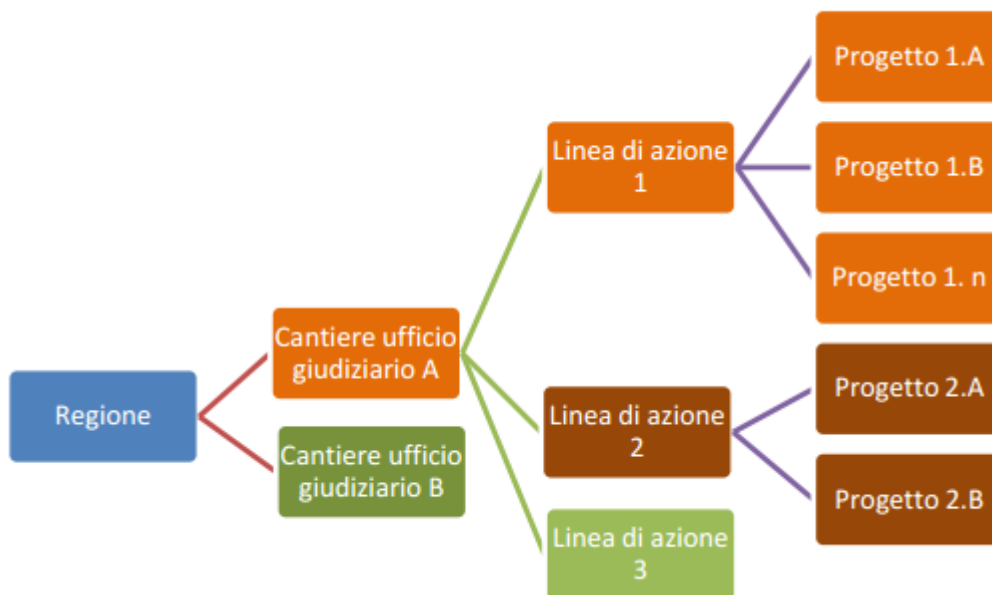 Regione
Cantiere ufficio
giudiziario A
Cantiere ufficio
giudiziario B
Linea di azione
1
Linea di azione
2
Linea di azione
3
Progetto 1.A
Progetto 1.B
Progetto 1. n
Progetto 2.A
Progetto 2.B